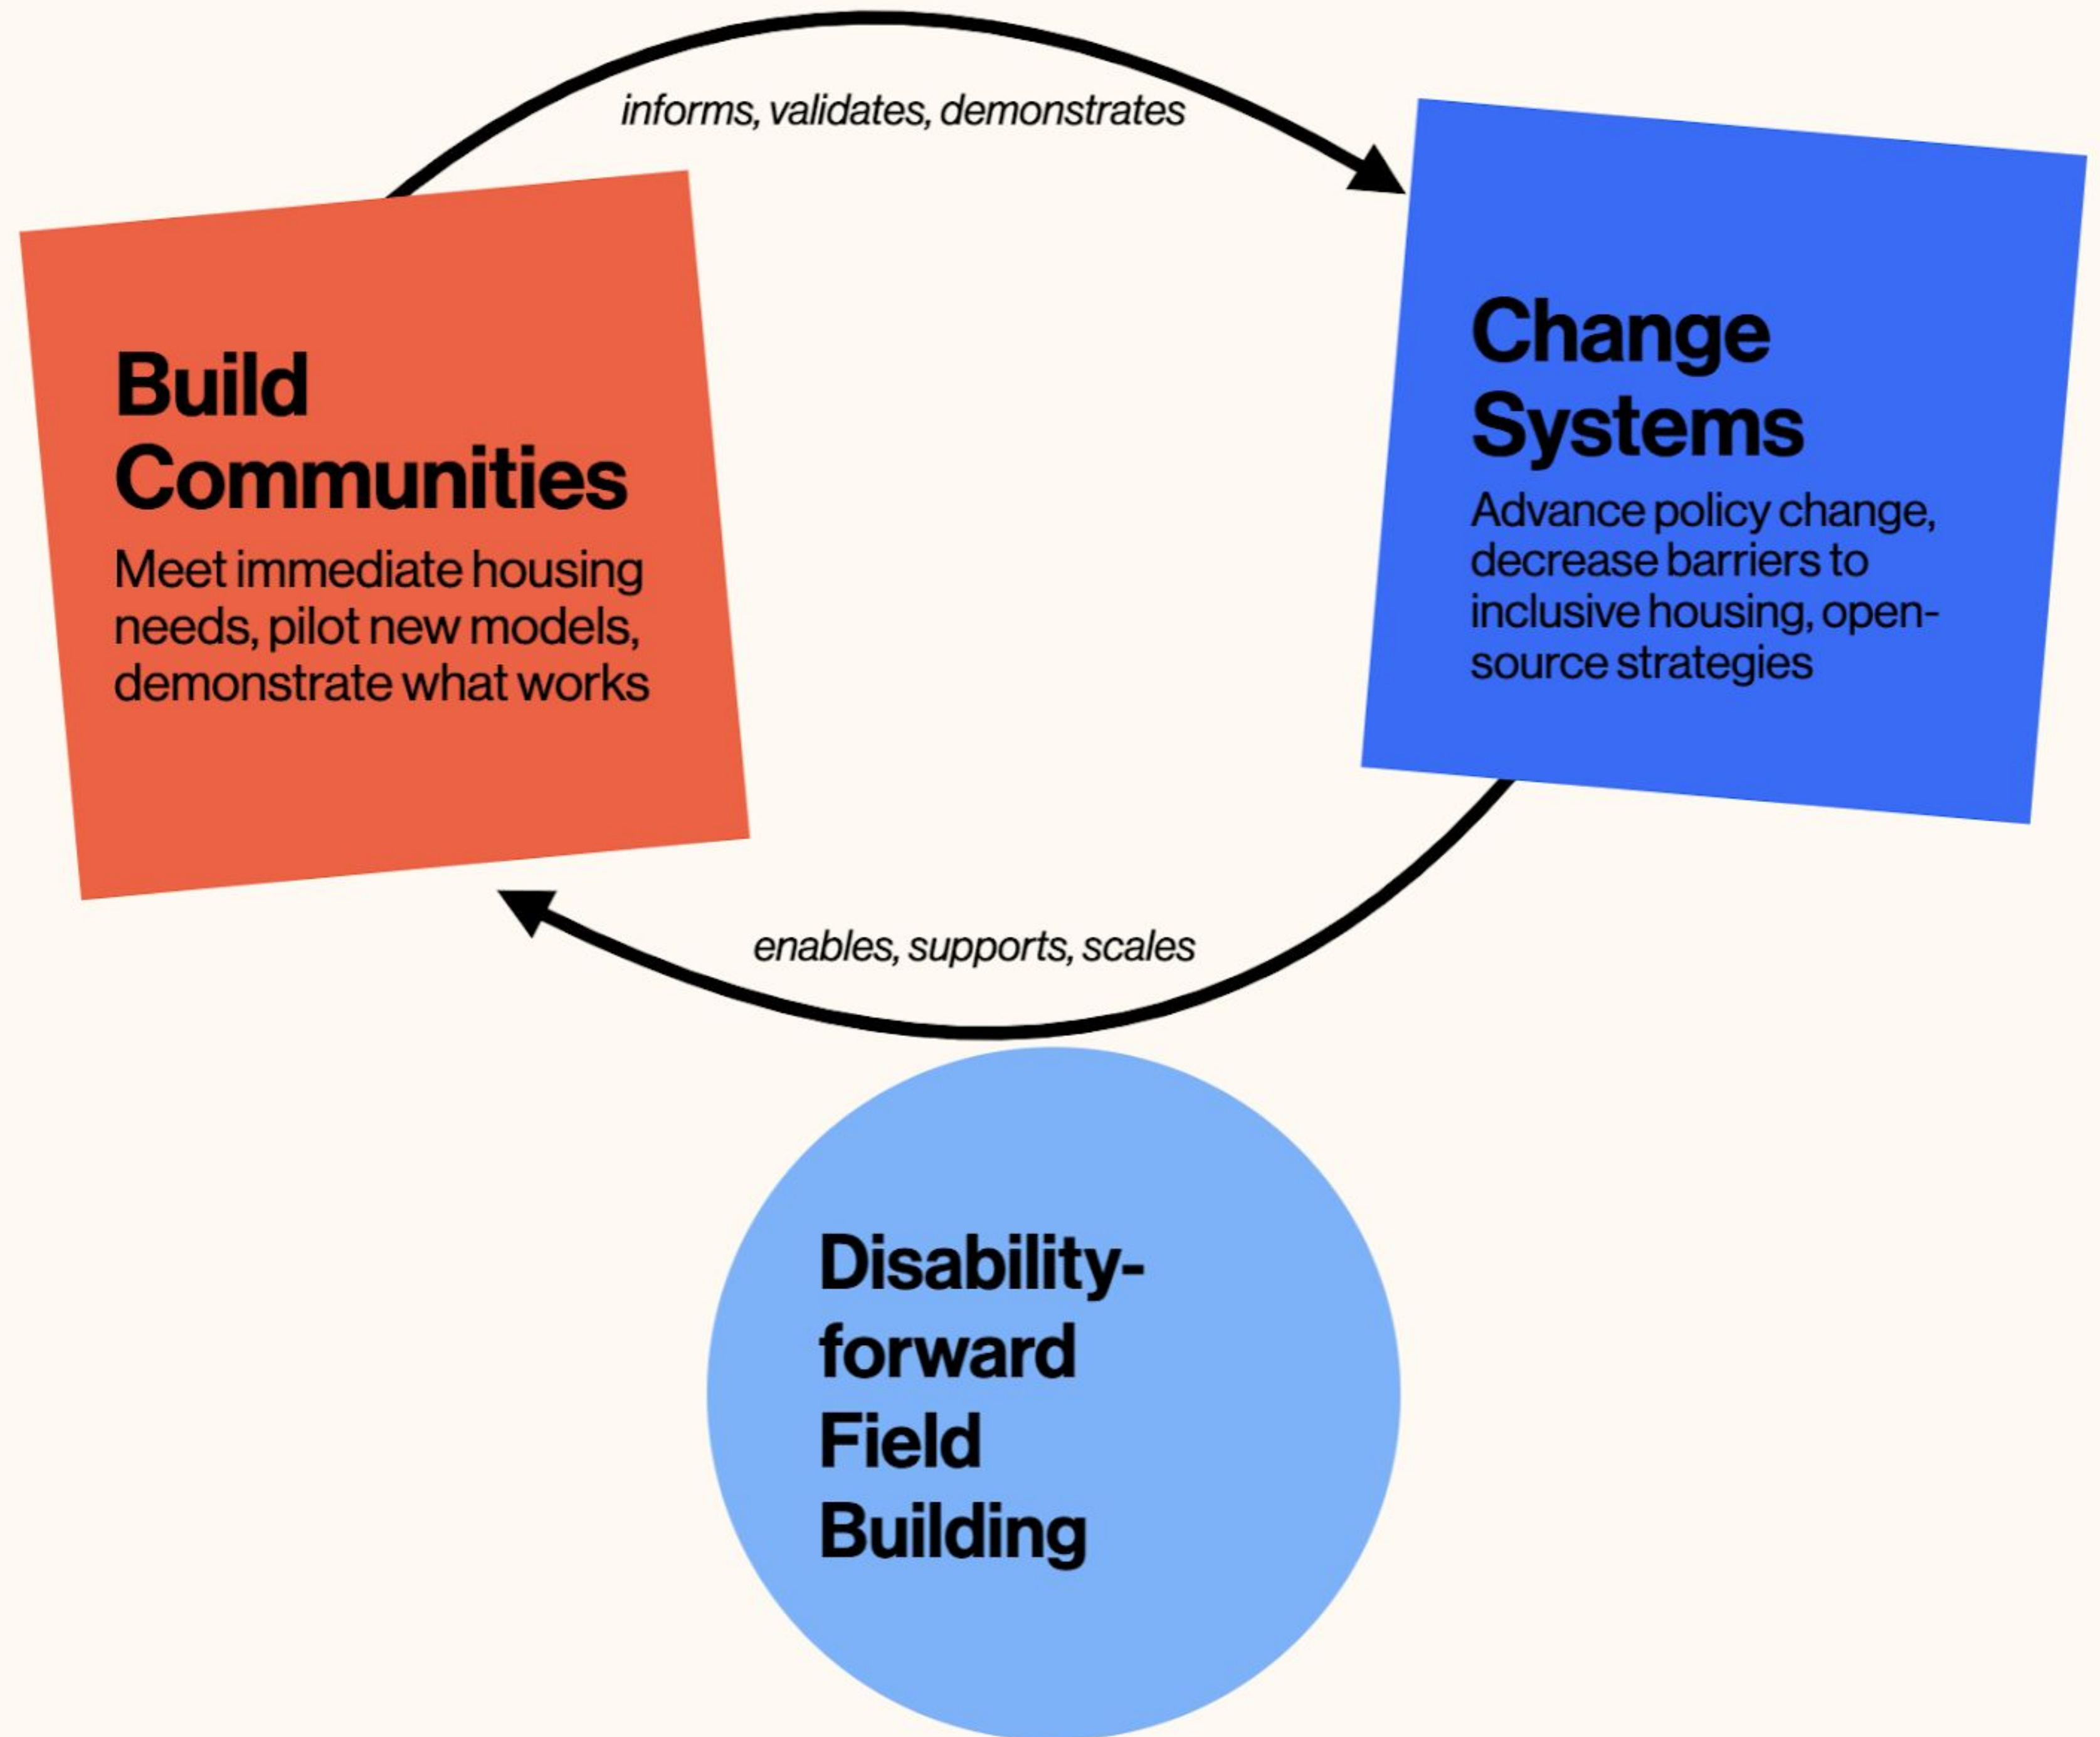 informs, validates, demonstrates
Build
Communities
Meet immediate housing
needs, pilot new models,
demonstrate what works
Change
Systems
Advance policy change,
decrease barriers to
inclusive housing, open-
source strategies
enables, supports, scales
Disability-
forward
Field
Building